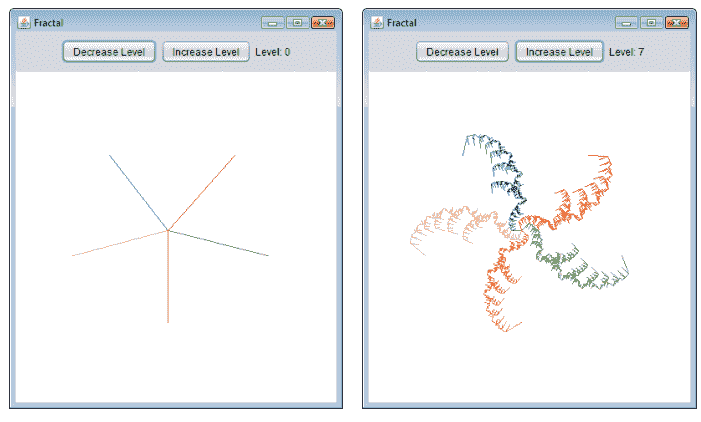 Fractal
Decrease Level Increase Level Level: 0
Fractal
Decrease Level Increase Level Level: 7